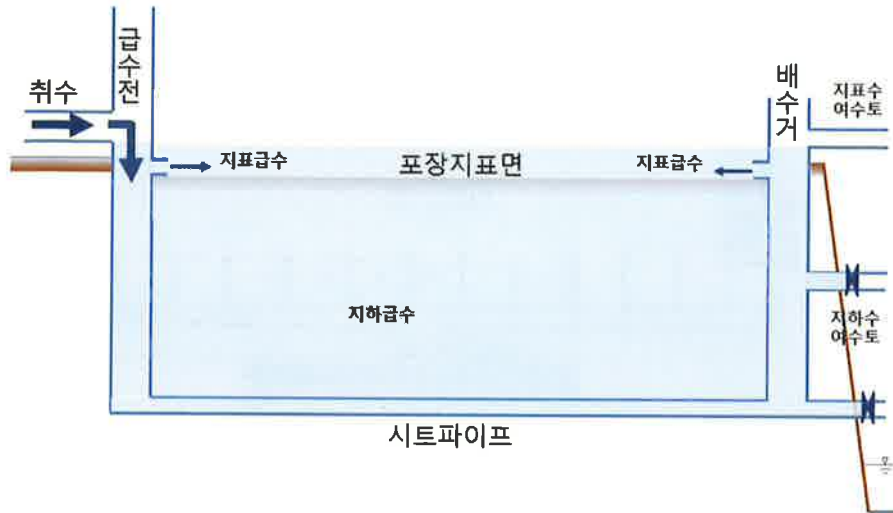 급수전
취수
배수거
지표수
여수토
지표급수
포장지표면
지표급수
지하급수
지하수
여수토
시트파이프